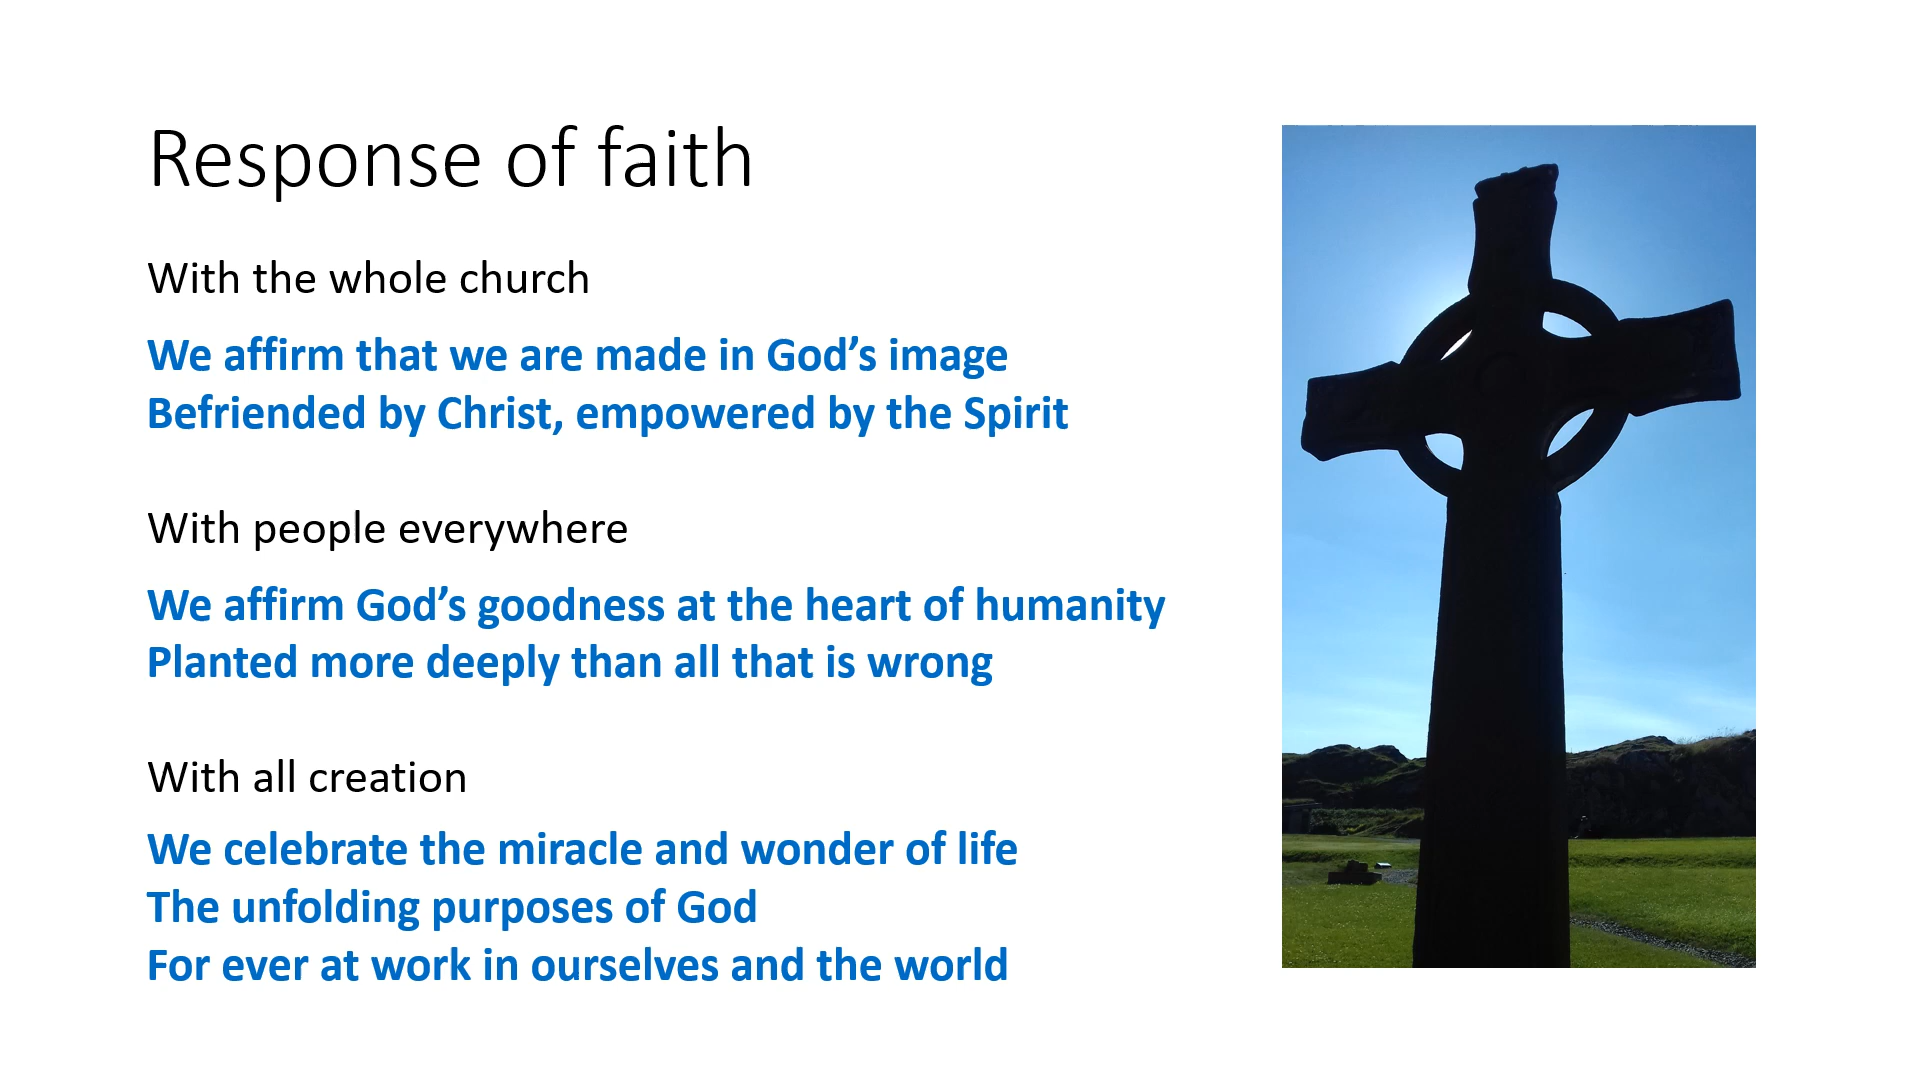 Response of faith
With the whole church
We affirm that we are made in God’s image
Befriended by Christ, empowered by the Spirit
With people everywhere
We affirm God’s goodness at the heart of humanity
Planted more deeply than all that is wrong
With all creation
We celebrate the miracle and wonder of life
The unfolding purposes of God
For ever at work in ourselves and the world